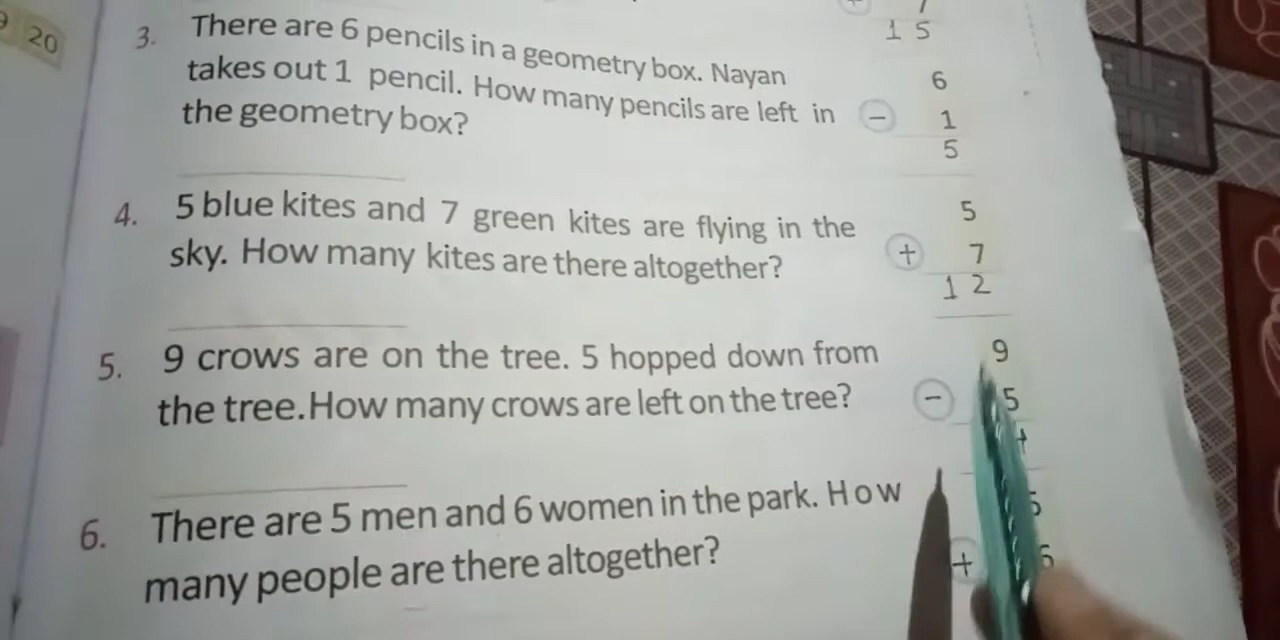 20
15
3. There are 6 pencils in a geometry box. Nayan
takes out 1 pencil. How many pencils are left in
the geometry box?
6
− 1
5
4. 5 blue kites and 7 green kites are flying in the
sky. How many kites are there altogether?
5
+ 7
12
5. 9 crows are on the tree. 5 hopped down from
the tree. How many crows are left on the tree?
9
− 5
6. There are 5 men and 6 women in the park. How
many people are there altogether?
5
+ 6